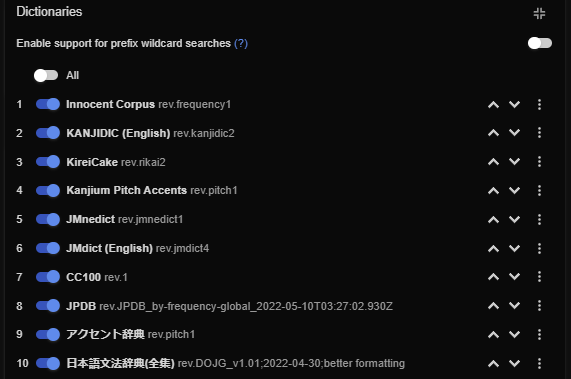 Dictionaries
Enable support for prefix wildcard searches (?)
All
1 Innocent Corpus rev.frequency1
2 KANJIDIC (English) rev.kanjidic2
3 KireiCake rev.rikai2
4 Kanjium Pitch Accents rev.pitch1
5 JMnedict rev.jmnedict1
6 JMdict (English) rev.jmdict4
7 CC100 rev.1
8 JPDB rev.JPDB_by-frequency-global_2022-05-10T03:27:02.930Z
9 アクセント辞典 rev.pitch1
10 日本語文法辞典(全集) rev.DOJG_v1.01;2022-04-30;better formatting